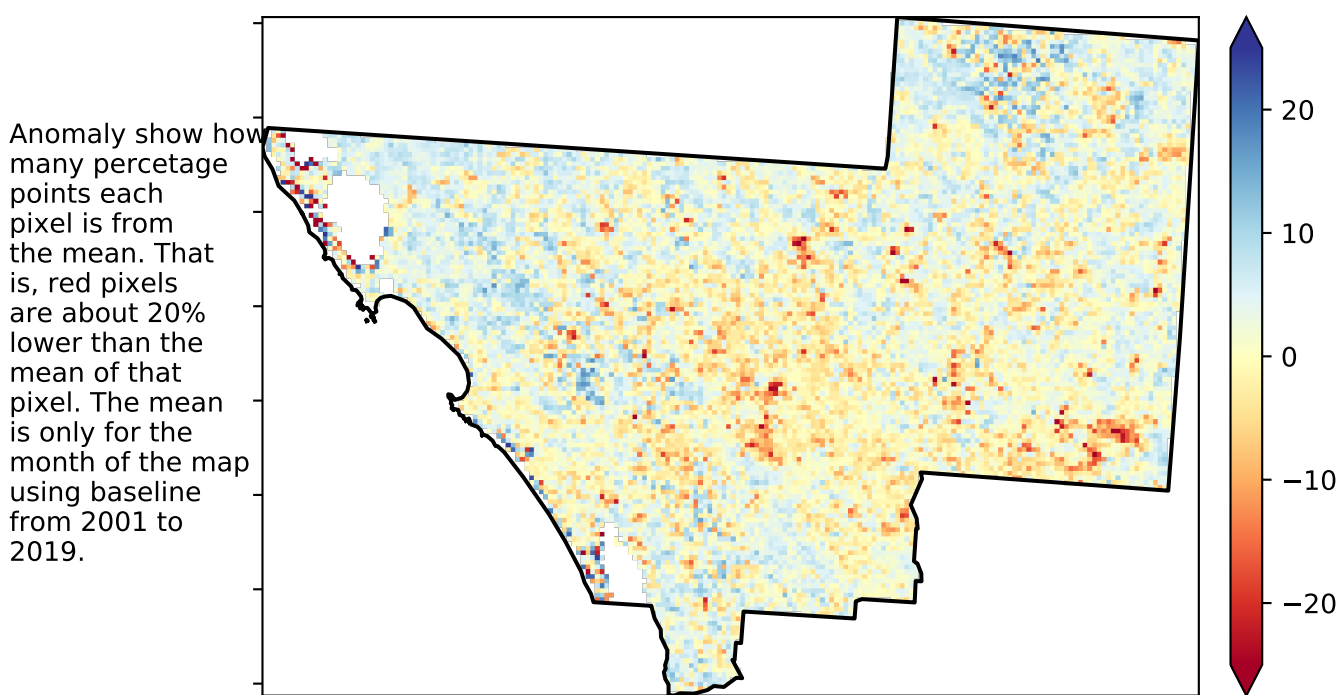 Anomaly show how
many percetage
points each
pixel is from
the mean. That
is, red pixels
are about 20%
lower than the
mean of that
pixel. The mean
is only for the
month of the map
using baseline
from 2001 to
2019.
20
10
0
−10
−20